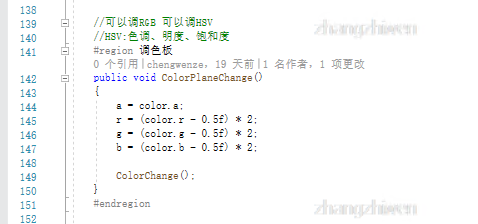 138
139 //可以调RGB 可以调HSV
140 //HSV:色调、明度、饱和度
141 #region 调色板
0 个引用|chengwenze，19 天前|1 名作者，1 项更改
142 public void ColorPlaneChange()
143 {
144 a = color.a;
145 r = (color.r - 0.5f) * 2;
146 g = (color.g - 0.5f) * 2;
147 b = (color.b - 0.5f) * 2;
148
149 ColorChange();
150 }
151 #endregion
152
zhangzhiwen
zhangzhiwen